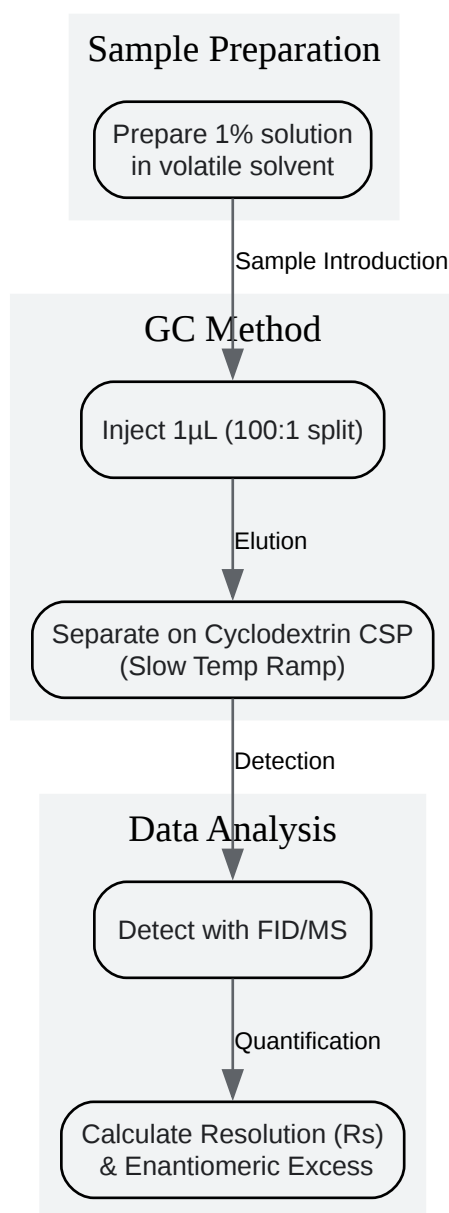 Sample Preparation
Prepare 1% solution
in volatile solvent
Sample Introduction
GC Method
Inject 1µL (100:1 split)
Elution
Separate on Cyclodextrin CSP
(Slow Temp Ramp)
Detection
Data Analysis
Detect with FID/MS
Quantification
Calculate Resolution (Rs)
& Enantiomeric Excess